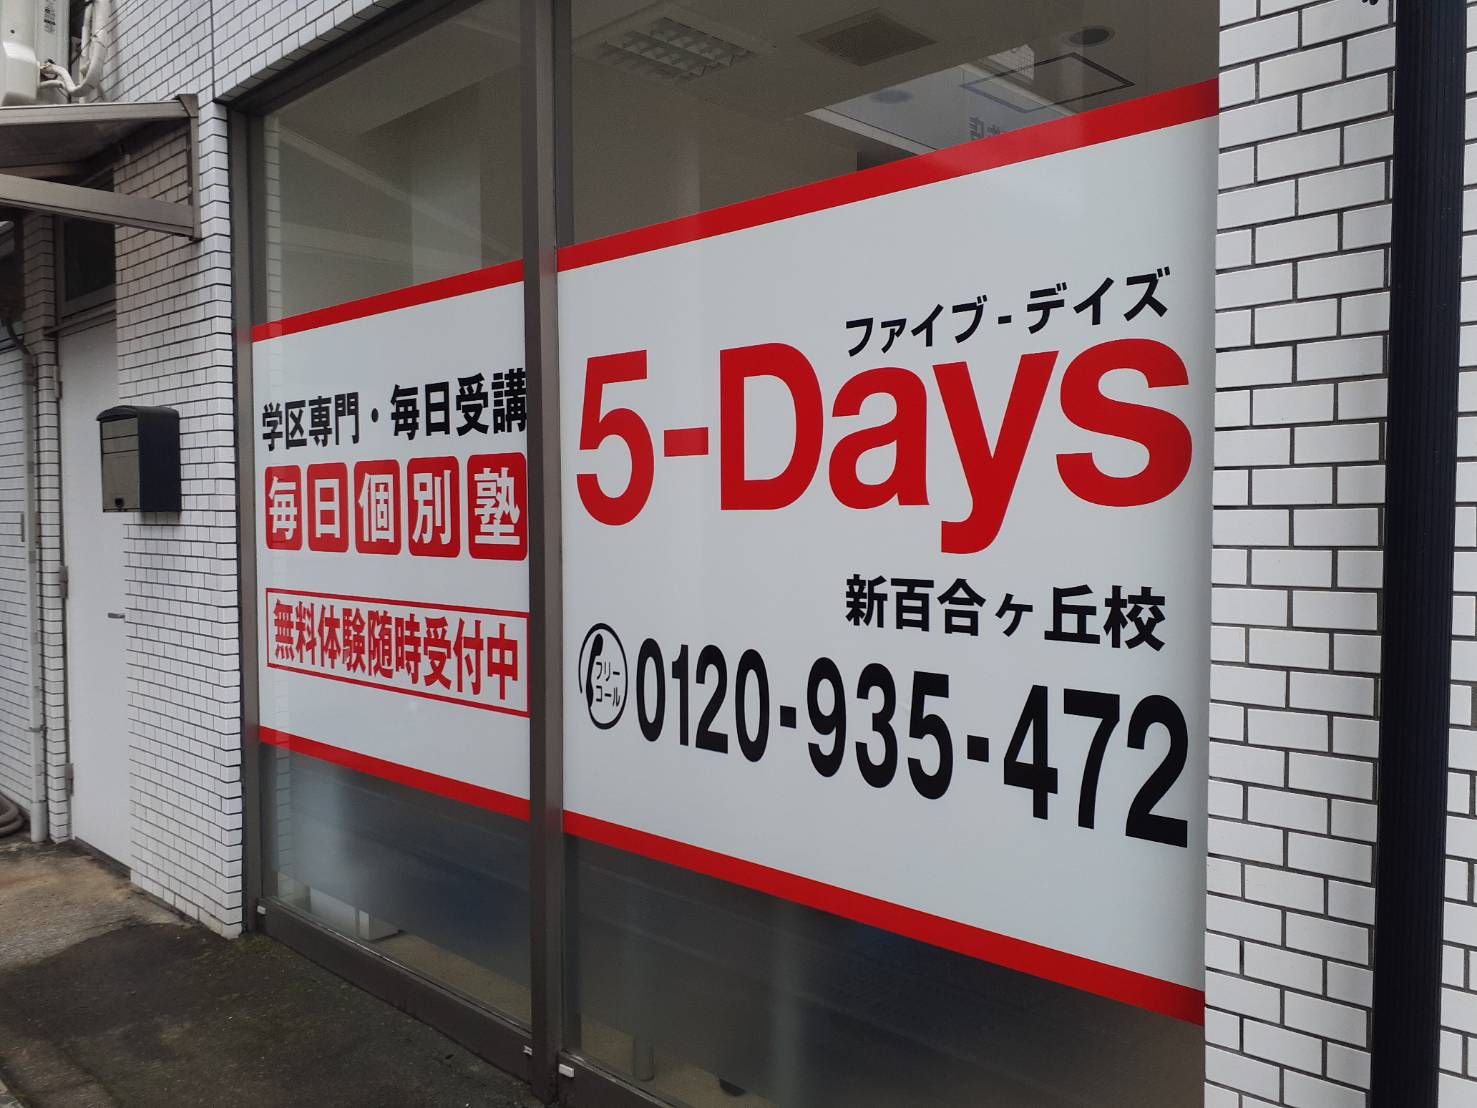 学区専門・毎日受講
毎日個別塾
無料体験随時受付中
ファイブ-デイズ
5-Days
新百合ヶ丘校
フリー
コール
0120-935-472